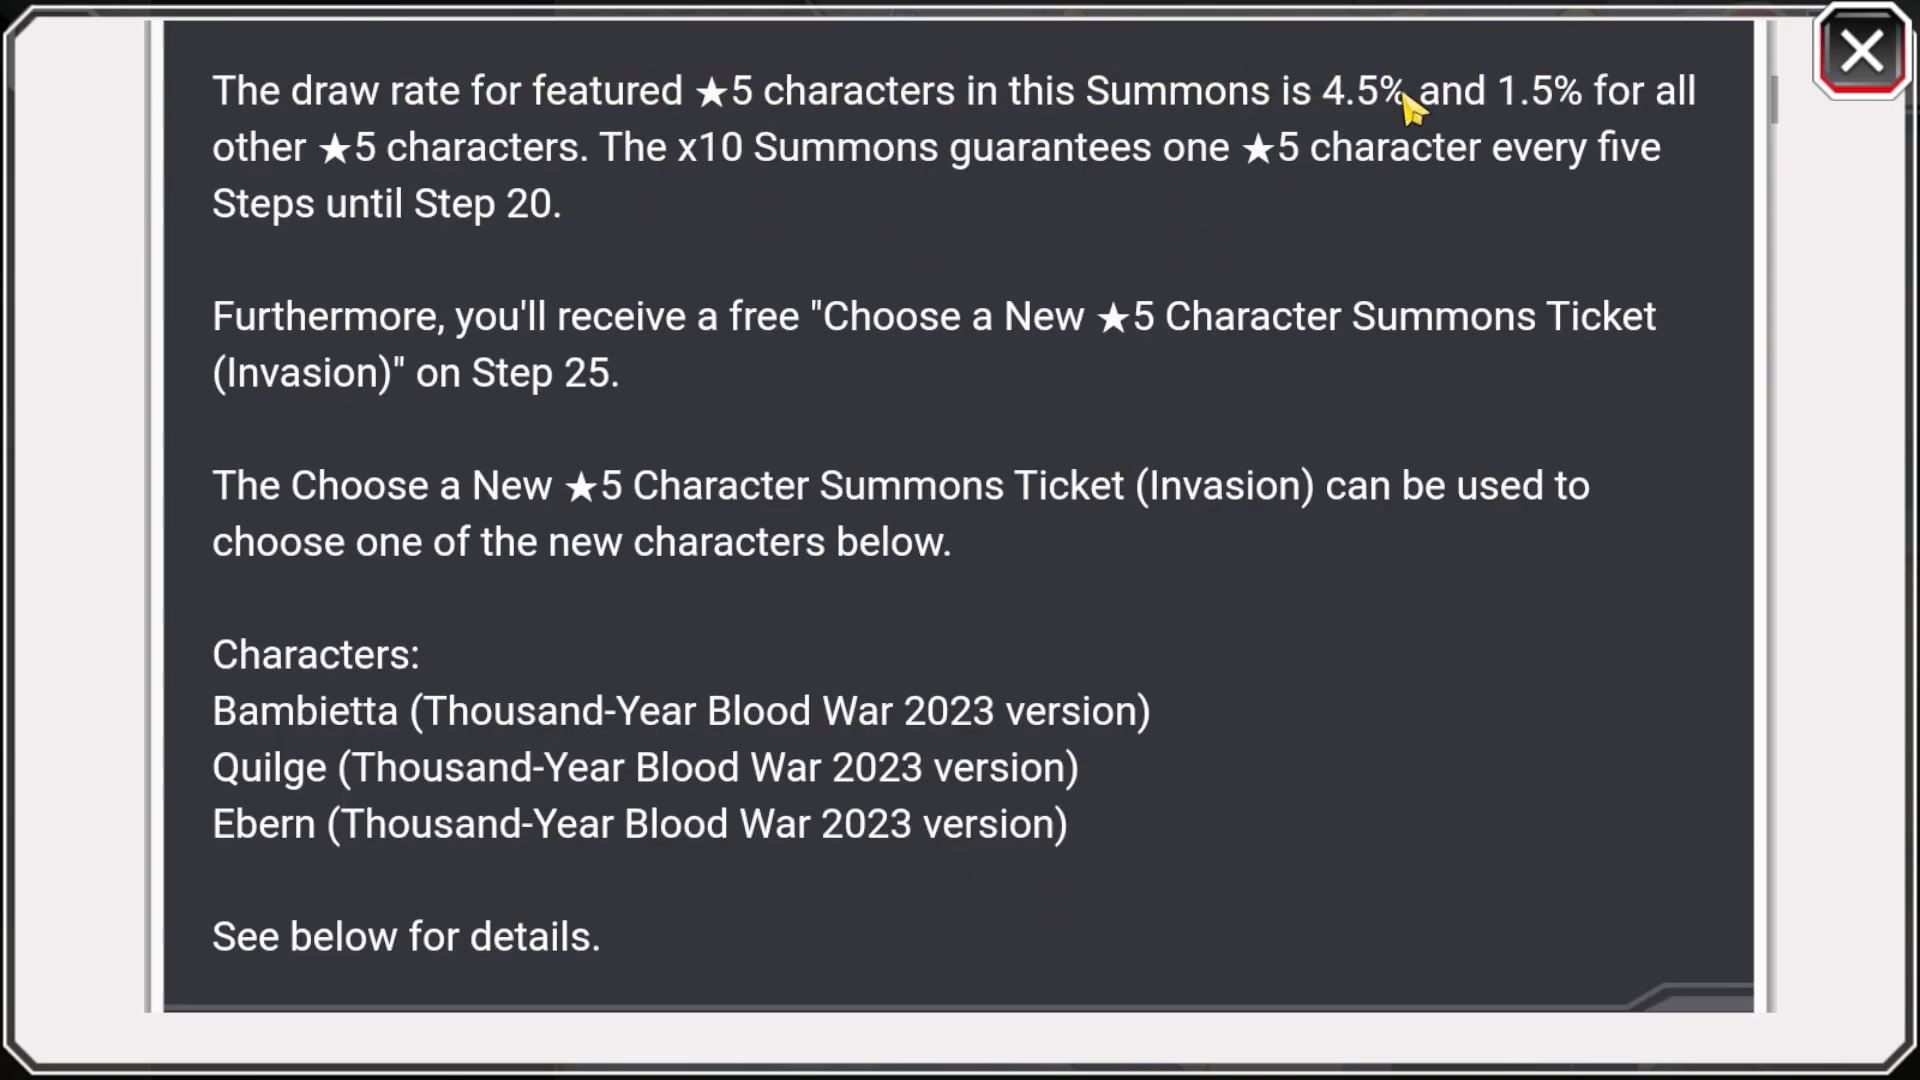 The draw rate for featured ★5 characters in this Summons is 4.5% and 1.5% for all
other ★5 characters. The x10 Summons guarantees one ★5 character every five
Steps until Step 20.
Furthermore, you'll receive a free "Choose a New ★5 Character Summons Ticket
(Invasion)" on Step 25.
The Choose a New ★5 Character Summons Ticket (Invasion) can be used to
choose one of the new characters below.
Characters:
Bambietta (Thousand-Year Blood War 2023 version)
Quilge (Thousand-Year Blood War 2023 version)
Ebern (Thousand-Year Blood War 2023 version)
See below for details.